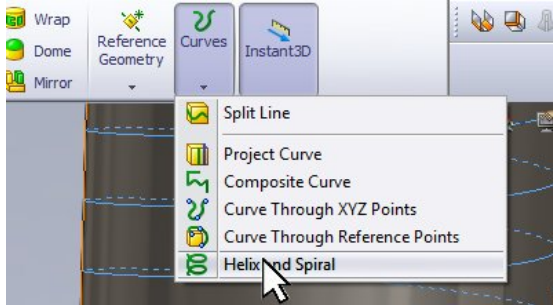 Wrap
Dome
Mirror
Reference
Geometry
Curves
Instant3D
Split Line
Project Curve
Composite Curve
Curve Through XYZ Points
Curve Through Reference Points
Helix and Spiral